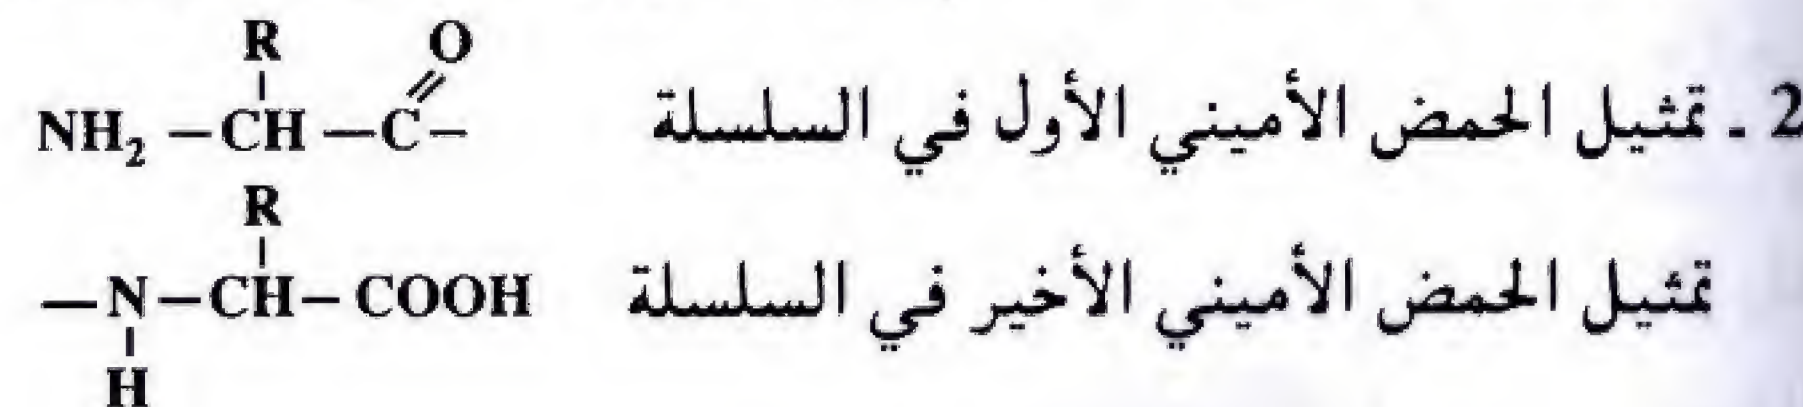 2 ـ تمثيل الحمض الأميني الأول في السلسلة
R O
NH₂ –CH –C–
تمثيل الحمض الأميني الأخير في السلسلة
R
–N–CH–COOH
H